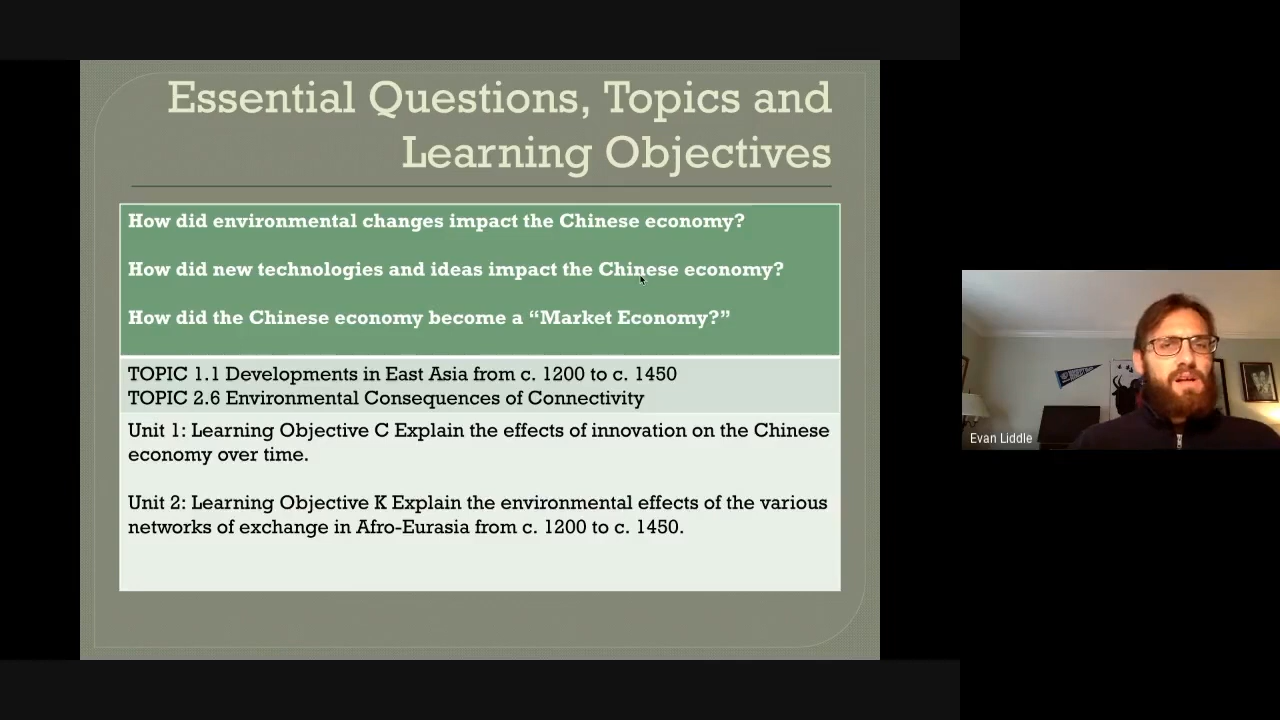 Essential Questions, Topics and
Learning Objectives
How did environmental changes impact the Chinese economy?
How did new technologies and ideas impact the Chinese economy?
How did the Chinese economy become a “Market Economy?”
TOPIC 1.1 Developments in East Asia from c. 1200 to c. 1450
TOPIC 2.6 Environmental Consequences of Connectivity
Unit 1: Learning Objective C Explain the effects of innovation on the Chinese
economy over time.
Unit 2: Learning Objective K Explain the environmental effects of the various
networks of exchange in Afro-Eurasia from c. 1200 to c. 1450.
Evan Liddle